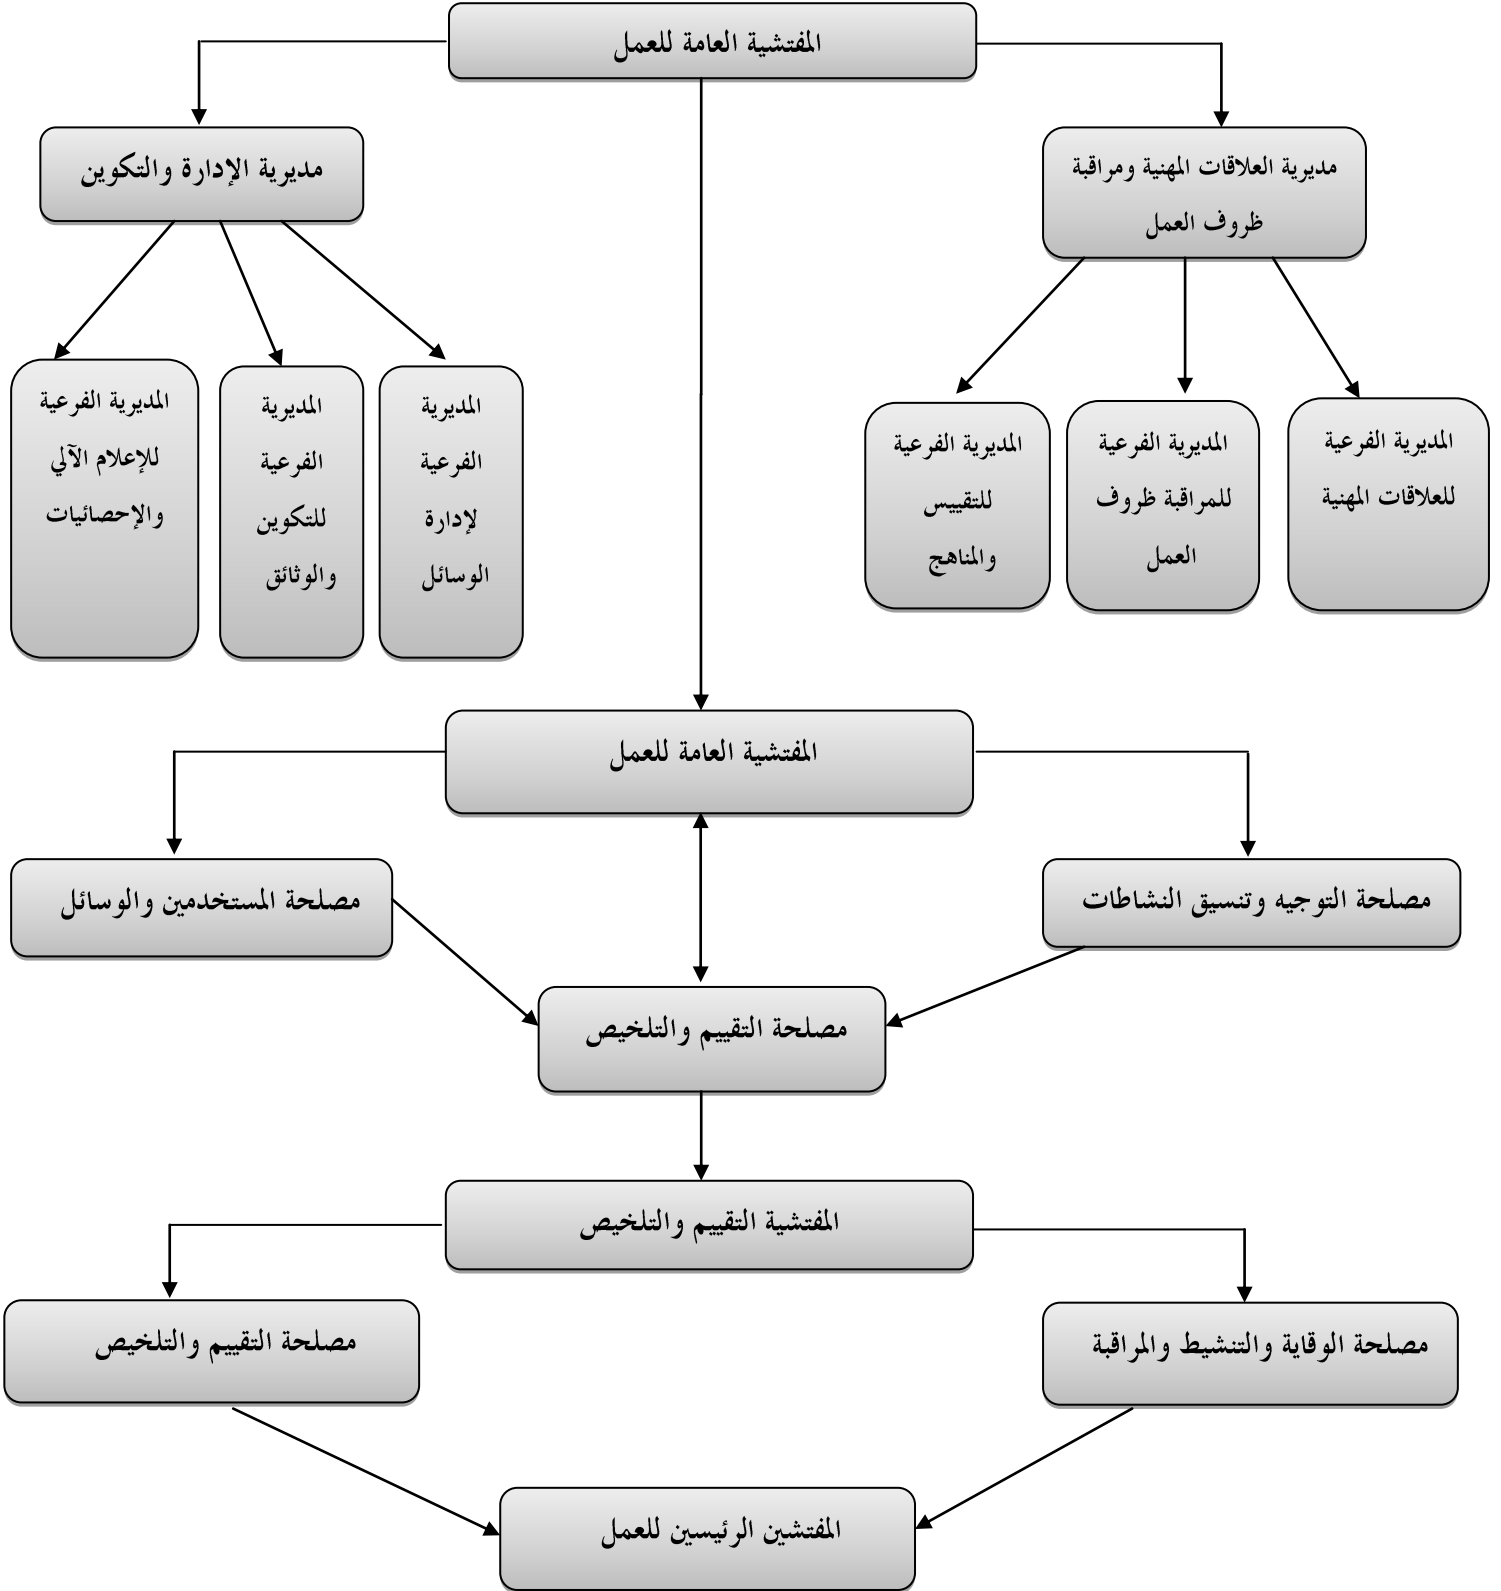 المفتشية العامة للعمل
مديرية العلاقات المهنية ومراقبة
ظروف العمل
مديرية الإدارة والتكوين
المديرية الفرعية
للعلاقات المهنية
المديرية الفرعية
للمراقبة ظروف
العمل
المديرية الفرعية
للتقييس
والمناهج
المديرية
الفرعية
لإدارة
الوسائل
المديرية
الفرعية
للتكوين
والوثائق
المديرية الفرعية
للإعلام الآلي
والإحصائيات
المفتشية العامة للعمل
مصلحة التوجيه وتنسيق النشاطات
مصلحة المستخدمين والوسائل
مصلحة التقييم والتلخيص
المفتشية التقييم والتلخيص
مصلحة الوقاية والتنشيط والمراقبة
مصلحة التقييم والتلخيص
المفتشين الرئيسين للعمل